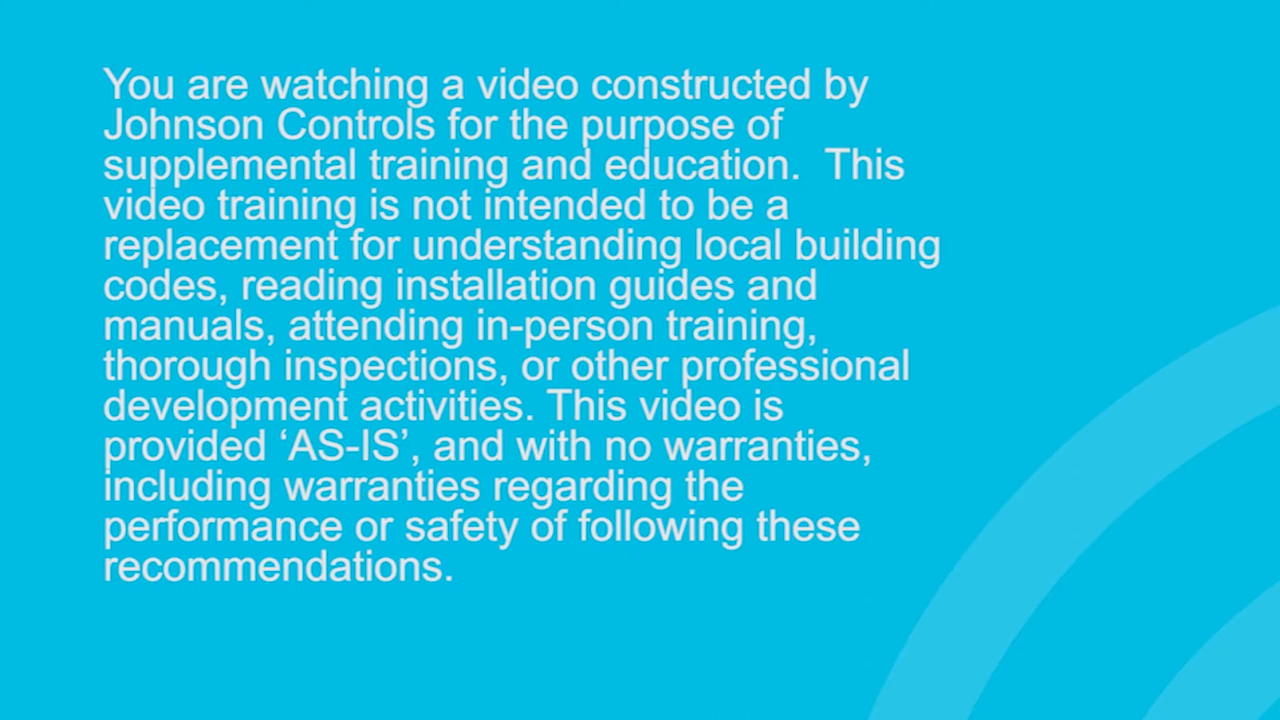 You are watching a video constructed by
Johnson Controls for the purpose of
supplemental training and education.  This
video training is not intended to be a
replacement for understanding local building
codes, reading installation guides and
manuals, attending in-person training,
thorough inspections, or other professional
development activities. This video is
provided ‘AS-IS’, and with no warranties,
including warranties regarding the
performance or safety of following these
recommendations.